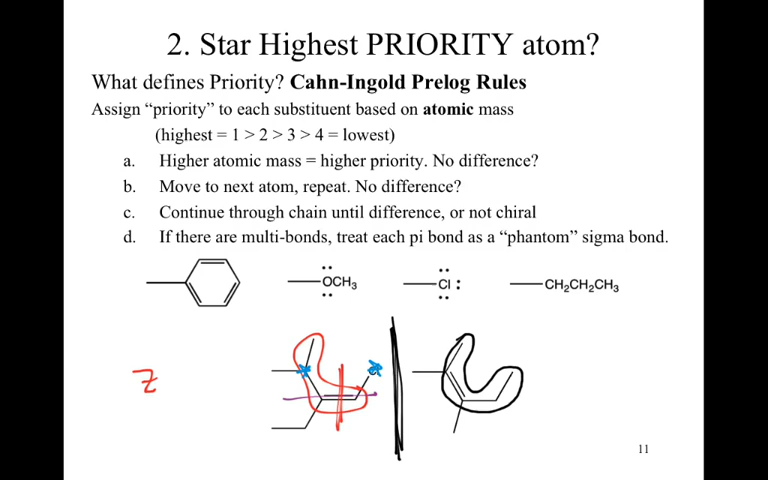 2. Star Highest PRIORITY atom?
What defines Priority? Cahn-Ingold Prelog Rules
Assign “priority” to each substituent based on atomic mass
(highest = 1 > 2 > 3 > 4 = lowest)
a. Higher atomic mass = higher priority. No difference?
b. Move to next atom, repeat. No difference?
c. Continue through chain until difference, or not chiral
d. If there are multi-bonds, treat each pi bond as a “phantom” sigma bond.
OCH₃ Cl CH₂CH₂CH₃
Z
11